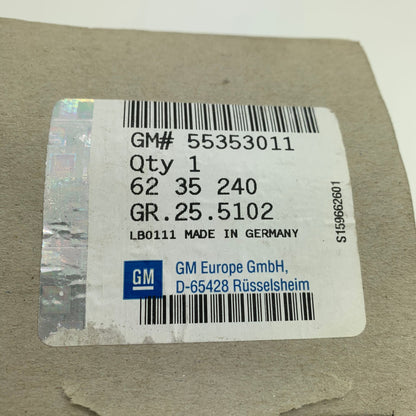 GM# 55353011
Qty 1
62 35 240
GR.25.5102
LB0111 MADE IN GERMANY
S159662601
GM
GM Europe GmbH,
D-65428 Rüsselsheim